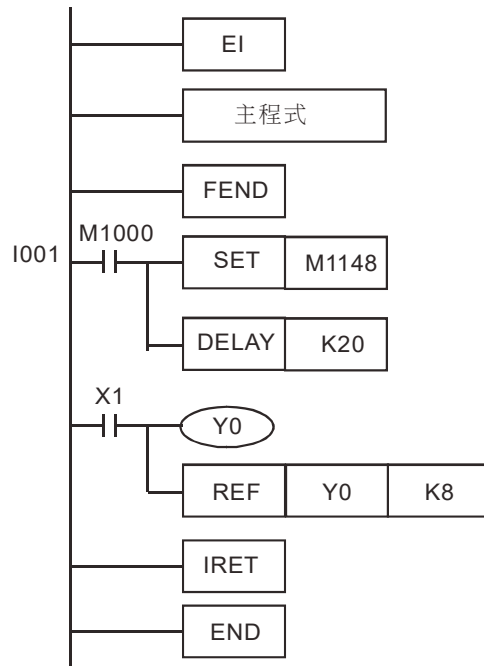 EI
主程式
FEND
I001
M1000
SET M1148
DELAY K20
X1
Y0
REF Y0 K8
IRET
END